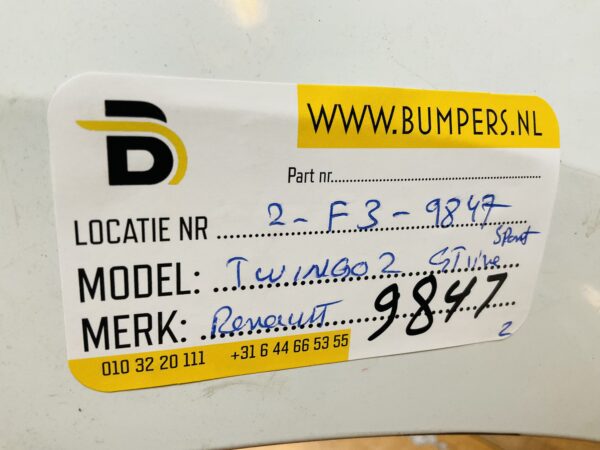 WWW.BUMPERS.NL
B
Part nr.
LOCATIE NR 2-F3-9847
Sport
MODEL: TWINGO 2 GTline
MERK: Renault 9847
2
010 32 20 111 +31 6 44 66 53 55